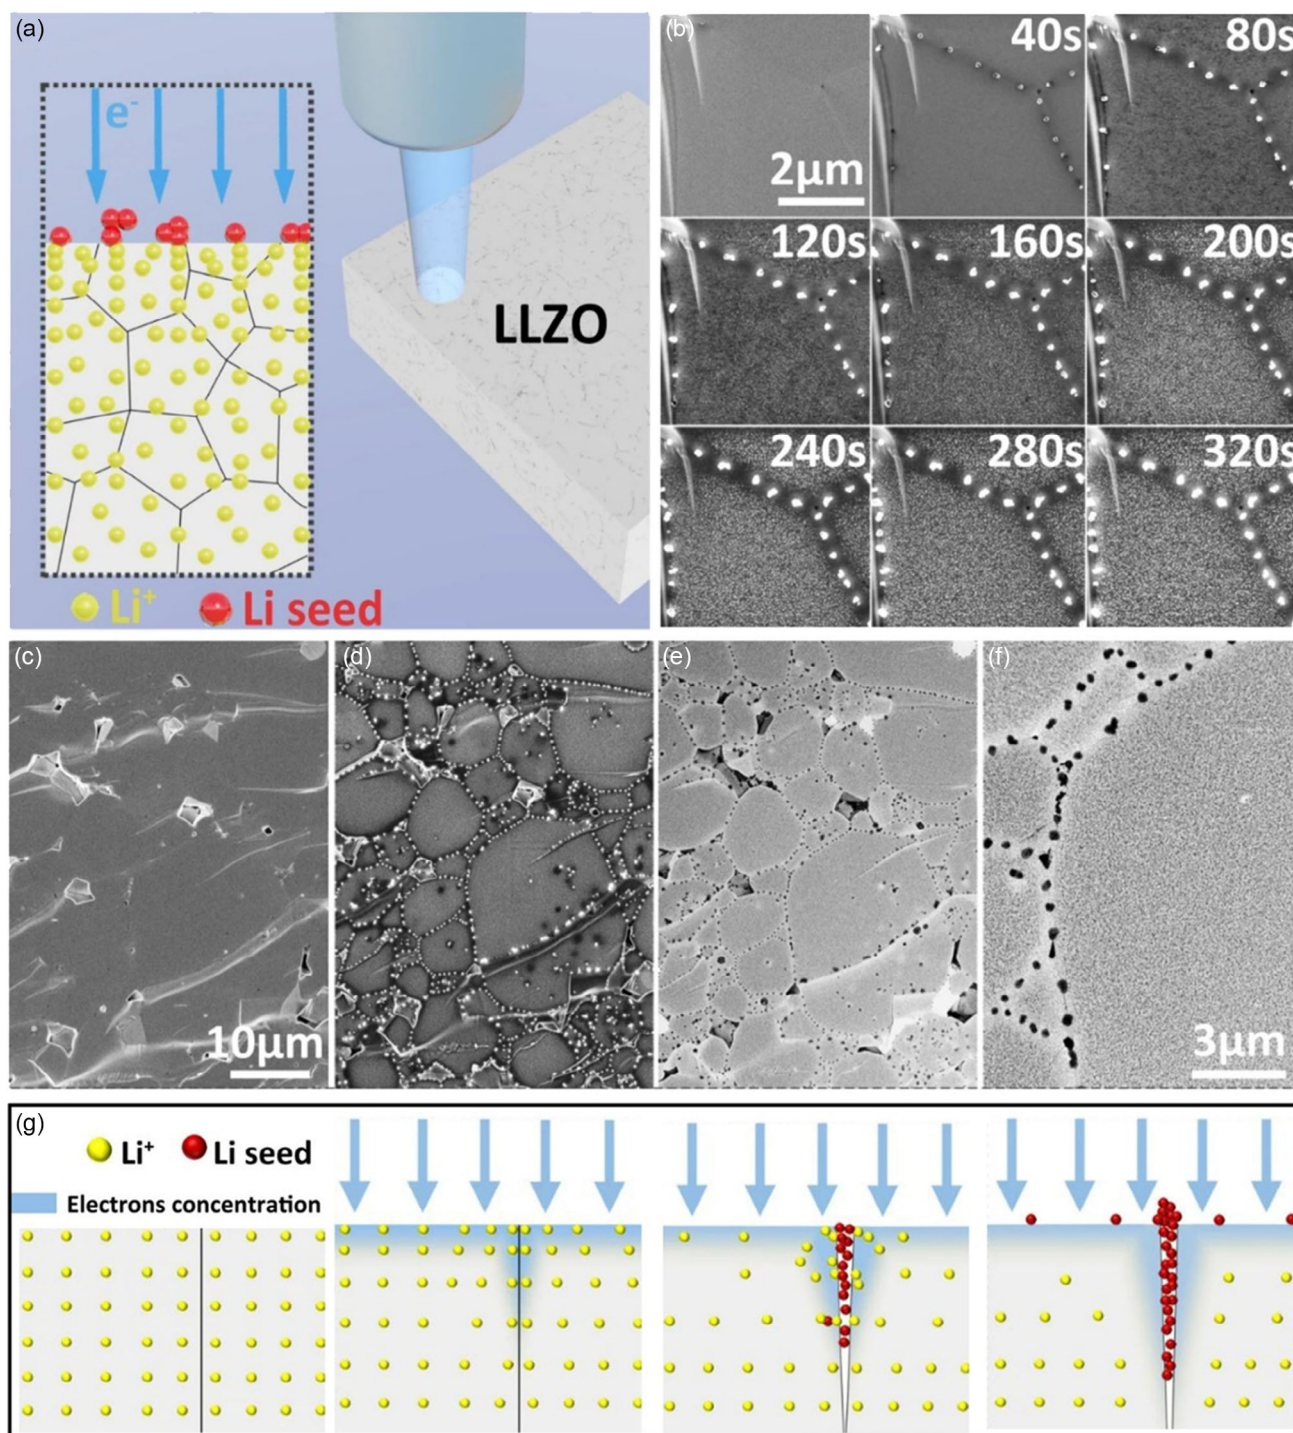 (a)
e-
LLZO
Li+
Li seed
(b)
40s
80s
2μm
120s
160s
200s
240s
280s
320s
(c)
(d)
(e)
(f)
10μm
3μm
(g)
Li+
Li seed
Electrons concentration